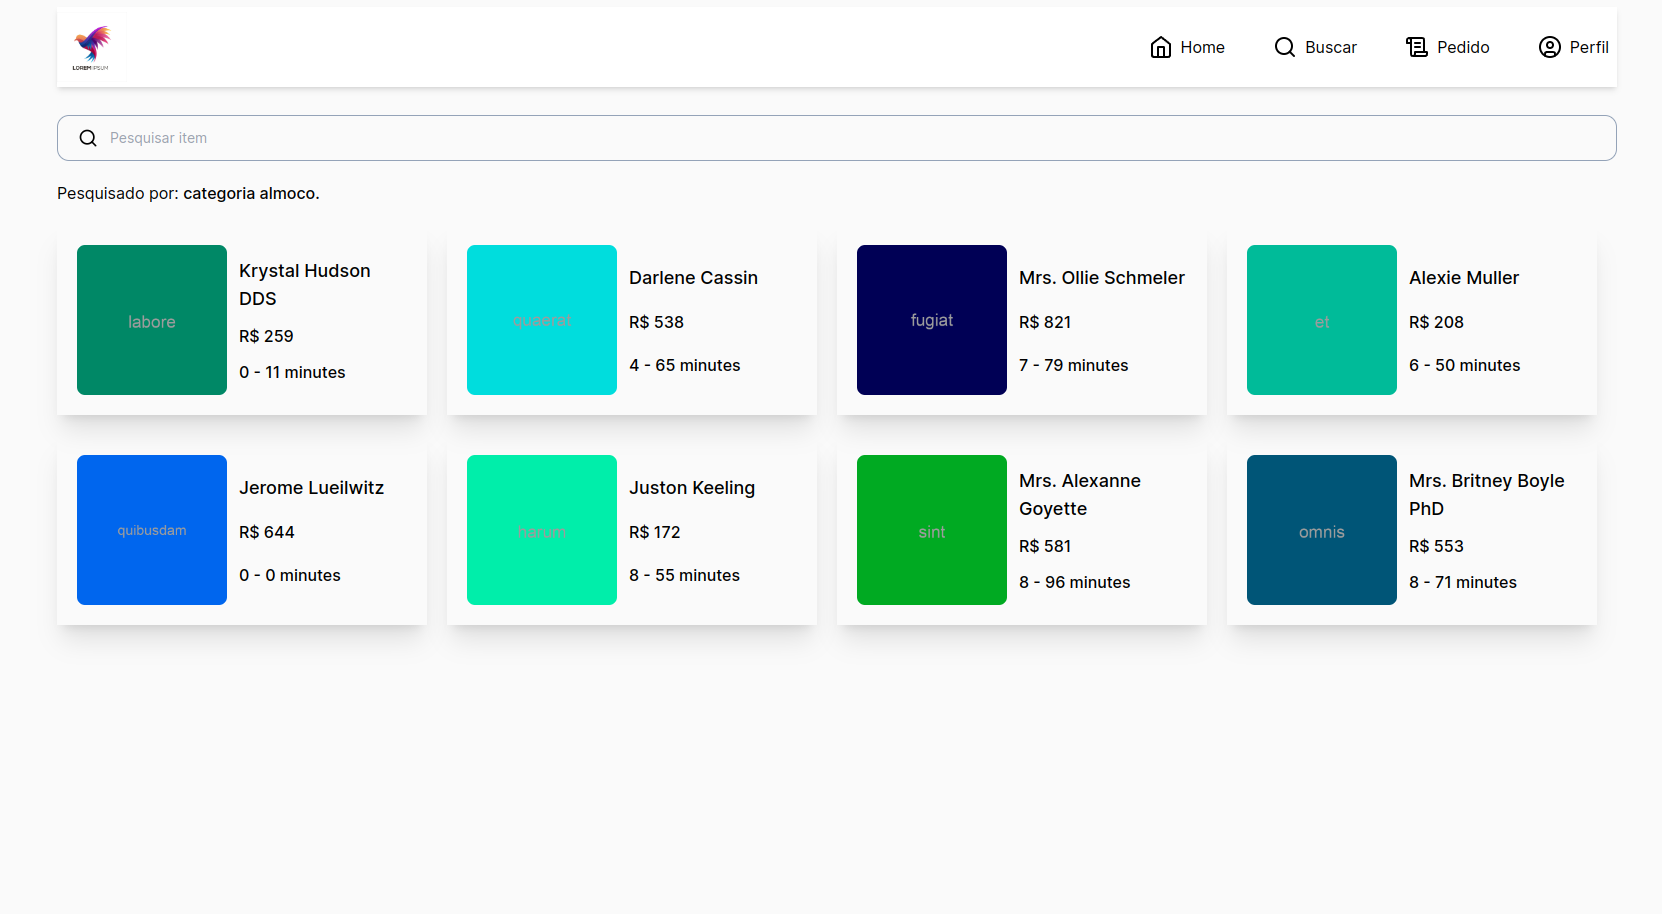 LOREM IPSUM
Home
Buscar
Pedido
Perfil
Pesquisar item
Pesquisado por: categoria almoco.
labore
Krystal Hudson
DDS
R$ 259
0 - 11 minutes
quaerat
Darlene Cassin
R$ 538
4 - 65 minutes
fugiat
Mrs. Ollie Schmeler
R$ 821
7 - 79 minutes
et
Alexie Muller
R$ 208
6 - 50 minutes
quibusdam
Jerome Lueilwitz
R$ 644
0 - 0 minutes
Juston Keeling
R$ 172
8 - 55 minutes
sint
Mrs. Alexanne
Goyette
R$ 581
8 - 96 minutes
omnis
Mrs. Britney Boyle
PhD
R$ 553
8 - 71 minutes